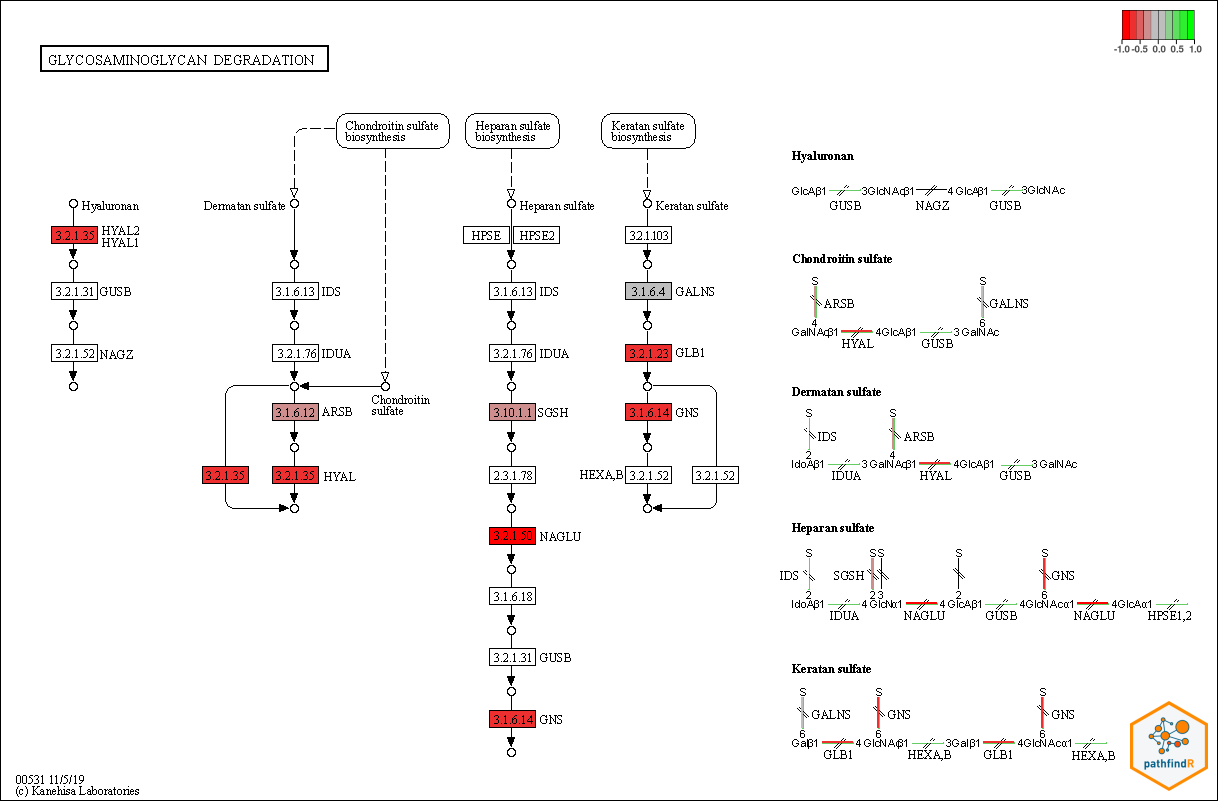 -1.0 -0.5 0.0 0.5 1.0
GLYCOSAMINOGLYCAN DEGRADATION
Chondroitin sulfate
biosynthesis
Heparan sulfate
biosynthesis
Keratan sulfate
biosynthesis
Hyaluronan
Dermatan sulfate
Heparan sulfate
Keratan sulfate
3.2.1.35
HYAL2
HYAL1
HPSE
HPSE2
3.2.1.103
3.2.1.31 GUSB
3.1.6.13 IDS
3.1.6.13 IDS
3.1.6.4 GALNS
3.2.1.52 NAGZ
3.2.1.76 IDUA
3.2.1.76 IDUA
3.2.1.23 GLB1
Chondroitin
sulfate
3.1.6.12 ARSB
3.10.1.1 SGSH
3.1.6.14 GNS
3.2.1.35
3.2.1.35 HYAL
2.3.1.78
HEXA,B 3.2.1.52
3.2.1.52
3.2.1.50 NAGLU
3.1.6.18
3.2.1.31 GUSB
3.1.6.14 GNS
Hyaluronan
GlcAβ1 3GlcNAcβ1 4 GlcAβ1 3GlcNAc
GUSB NAGZ GUSB
Chondroitin sulfate
S S
ARSB GALNS
4 6
GalNAcβ1 4GlcAβ1 3 GalNAc
HYAL GUSB
Dermatan sulfate
S S
IDS ARSB
2 4
IdoAβ1 3 GalNAcβ1 4GlcAβ1 3 GalNAc
IDUA HYAL GUSB
Heparan sulfate
S S S S S
IDS SGSH GNS
2 2 3 2 6
IdoAβ1 4 GlcNα1 4 GlcAβ1 4GlcNAcα1 4GlcAα1
IDUA NAGLU GUSB NAGLU HPSE1,2
Keratan sulfate
S S S
GALNS GNS GNS
6 6 6
Galβ1 4 GlcNAcβ1 3Galβ1 4GlcNAcα1
GLB1 HEXA,B GLB1 HEXA,B
pathfindR
00531 11/5/19
(c) Kanehisa Laboratories